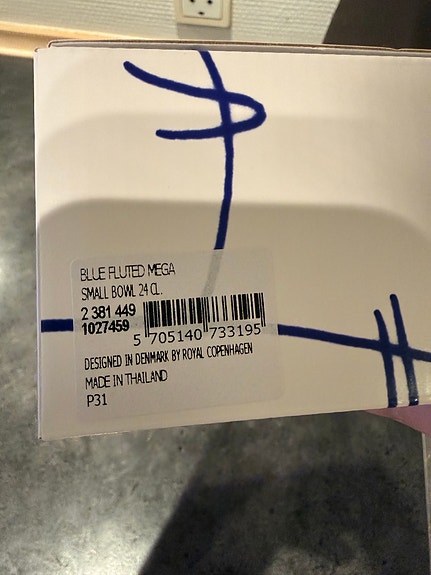 BLUE FLUTED MEGA
SMALL BOWL 24 CL.
2 381 449
1027459
5 705140 733195
DESIGNED IN DENMARK BY ROYAL COPENHAGEN
MADE IN THAILAND
P31